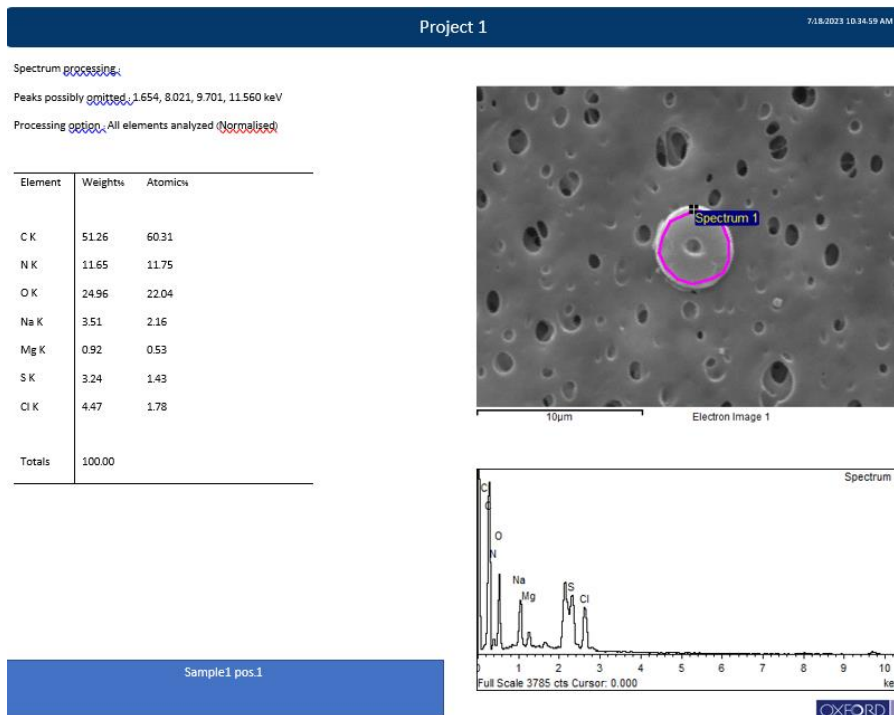 Project 1
7/18/2023 10:34:59 AM
Spectrum processing :
Peaks possibly omitted : 1.654, 8.021, 9.701, 11.560 keV
Processing option : All elements analyzed (Normalised)
Element Weight% Atomic%
C K 51.26 60.31
N K 11.65 11.75
O K 24.96 22.04
Na K 3.51 2.16
Mg K 0.92 0.53
S K 3.24 1.43
Cl K 4.47 1.78
Totals 100.00
Sample1 pos.1
Spectrum 1
10µm Electron Image 1
Spectrum
Cl
C
O
N
Na
Mg
S
Cl
1 2 3 4 5 6 7 8 9 10
Full Scale 3785 cts Cursor: 0.000
ke
OXFORD